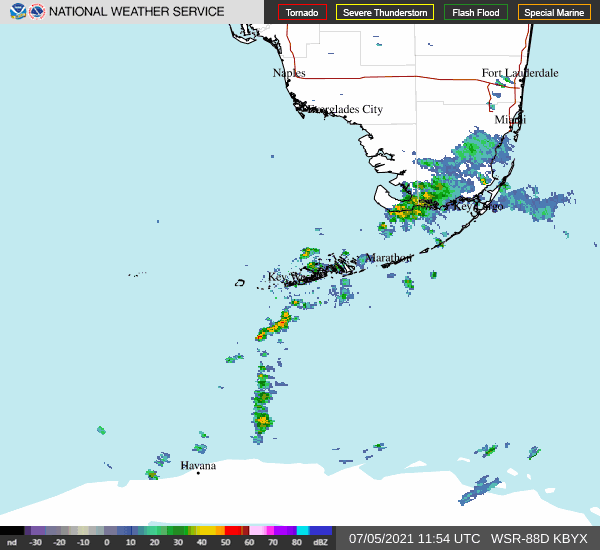 NATIONAL WEATHER SERVICE
Tornado
Severe Thunderstorm
Flash Flood
Special Marine
Naples
Fort Lauderdale
Everglades City
Miami
Key Largo
Marathon
Key West
Havana
nd -30 -20 -10 0 10 20 30 40 50 60 70 80 dBZ
07/05/2021 11:54 UTC WSR-88D KBYX